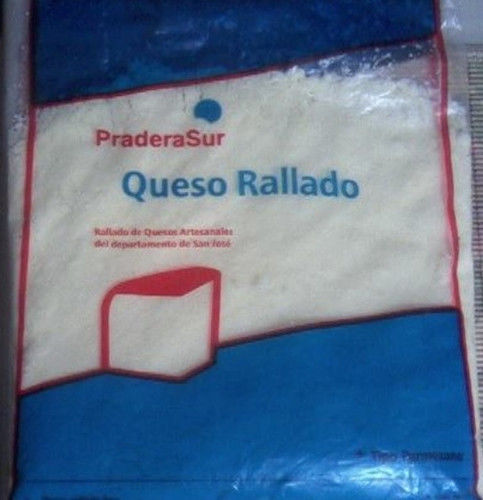 PraderaSur
Queso Rallado
Rallado de Quesos Artesanales
del departamento de San José
Tipo Parmesano